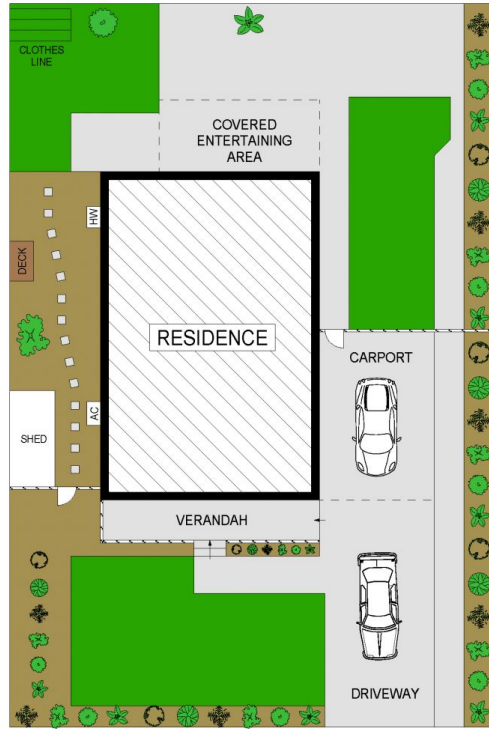 CLOTHES
LINE
COVERED
ENTERTAINING
AREA
HW
DECK
RESIDENCE
CARPORT
AC
SHED
VERANDAH
DRIVEWAY